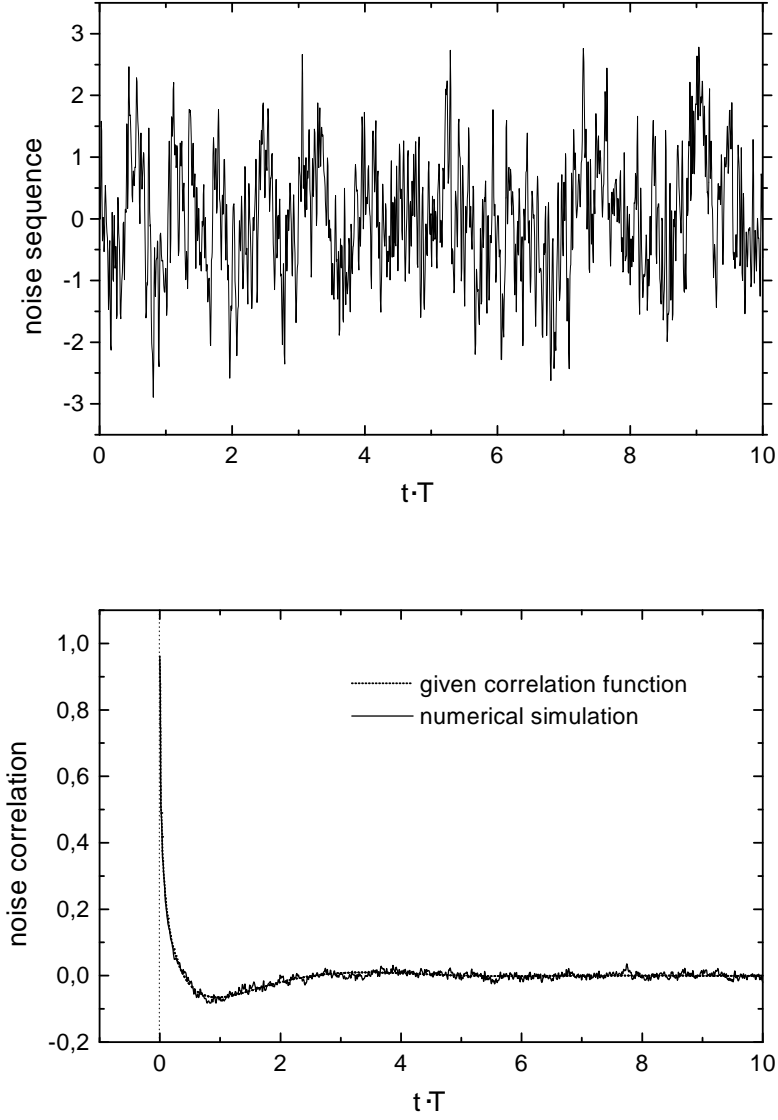 3
2
1
0
-1
-2
-3
noise sequence
0 2 4 6 8 10
t·T
1,0
0,8
0,6
0,4
0,2
0,0
-0,2
noise correlation
given correlation function
numerical simulation
0 2 4 6 8 10
t·T